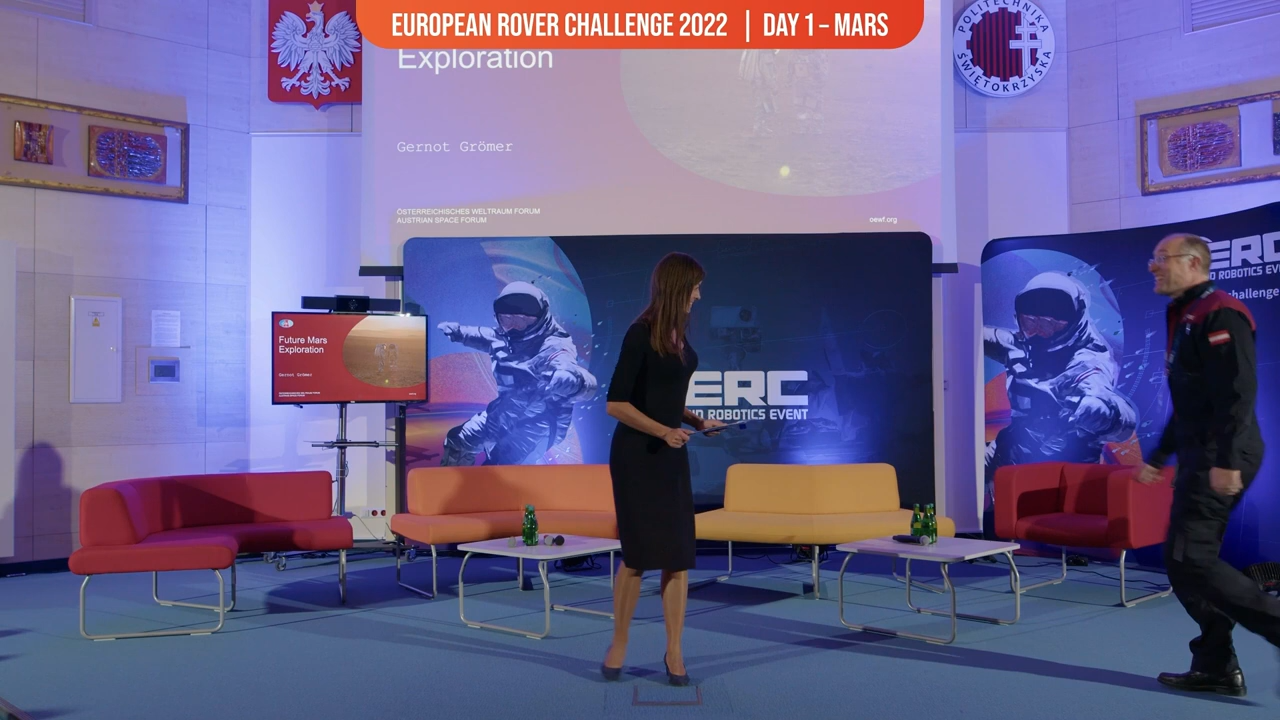 EUROPEAN ROVER CHALLENGE 2022 | DAY 1 – MARS
Exploration
Gernot Grömer
ÖSTERREICHISCHES WELTRAUM FORUM
AUSTRIAN SPACE FORUM
oewf.org
POLITECHNIKA
ŚWIĘTOKRZYSKA
Future Mars
Exploration
Gernot Grömer
ERC
ROBOTICS EVENT
ERC
ROBOTICS EV
challenge